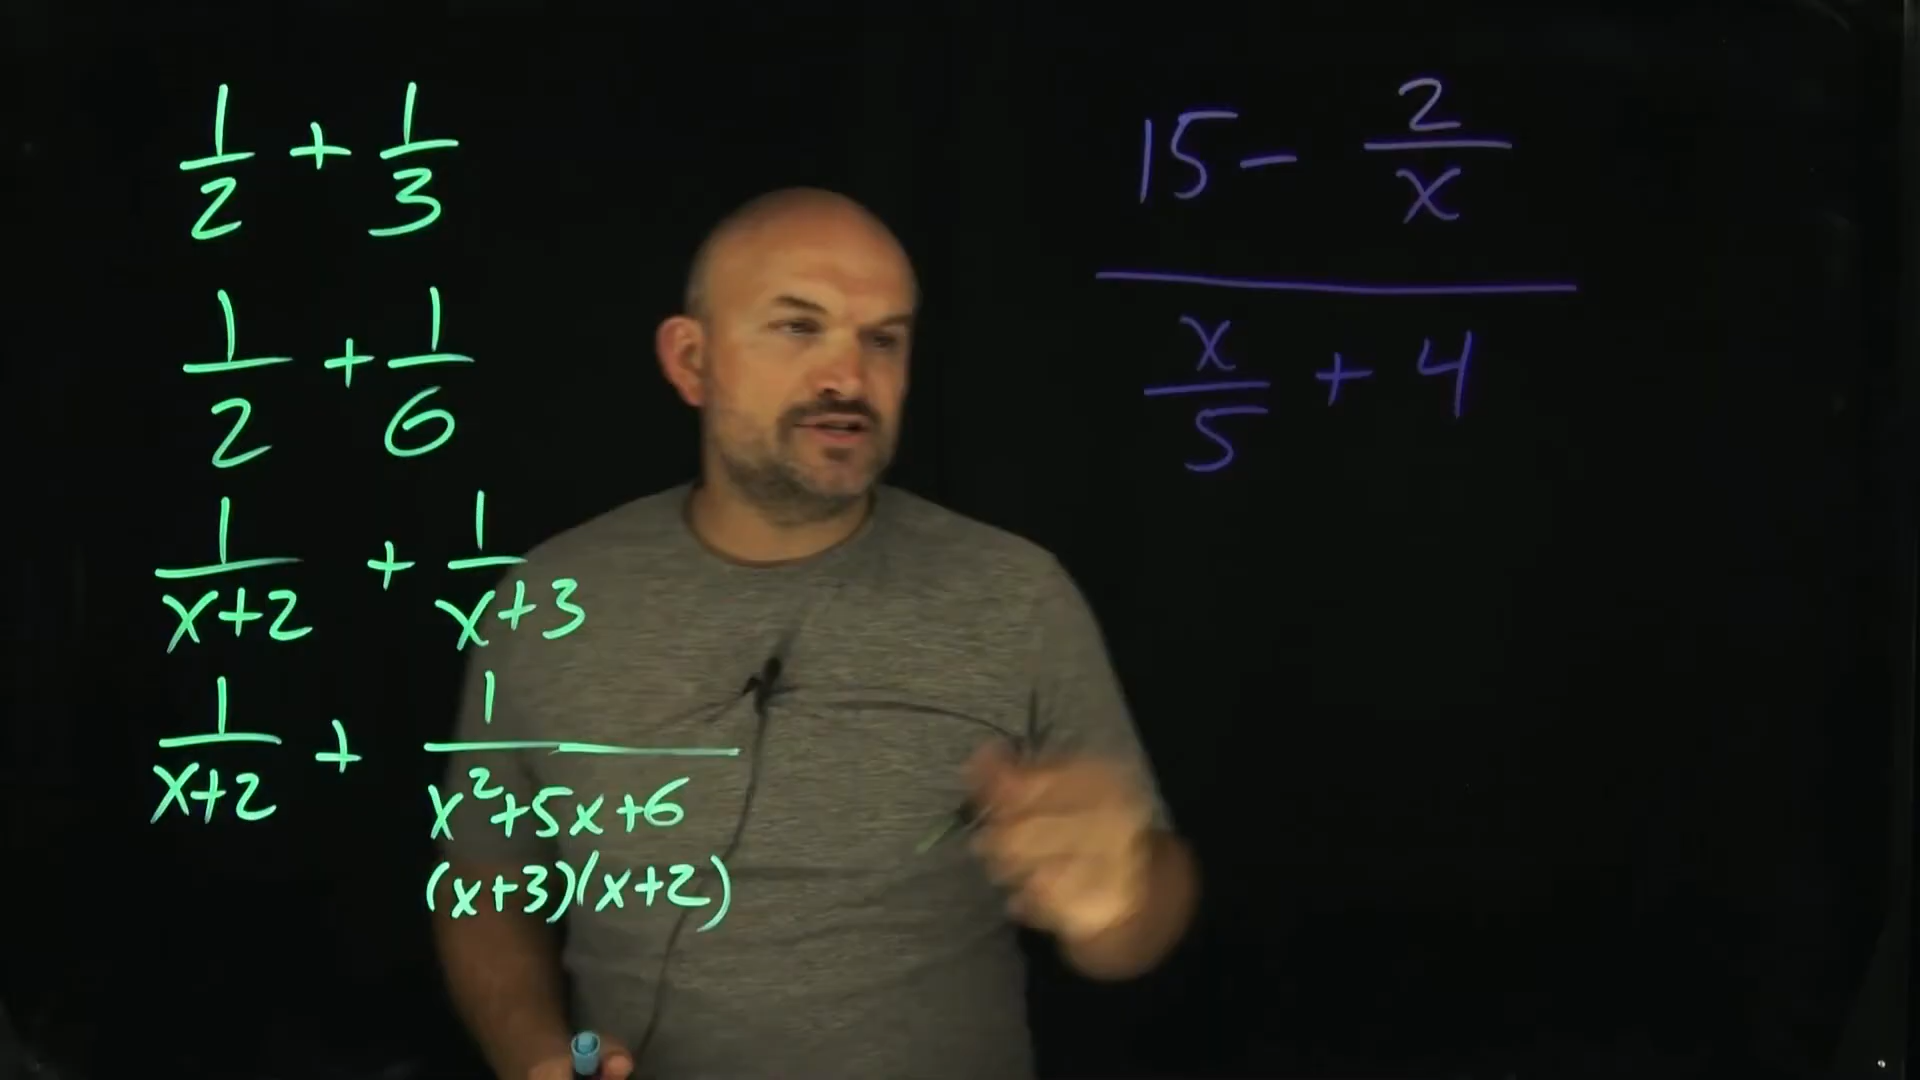 1/2 + 1/3
1/2 + 1/6
1/(x+2) + 1/(x+3)
1/(x+2) + 1/(x²+5x+6)
(x+3)(x+2)
15 - 2/x
x/5 + 4